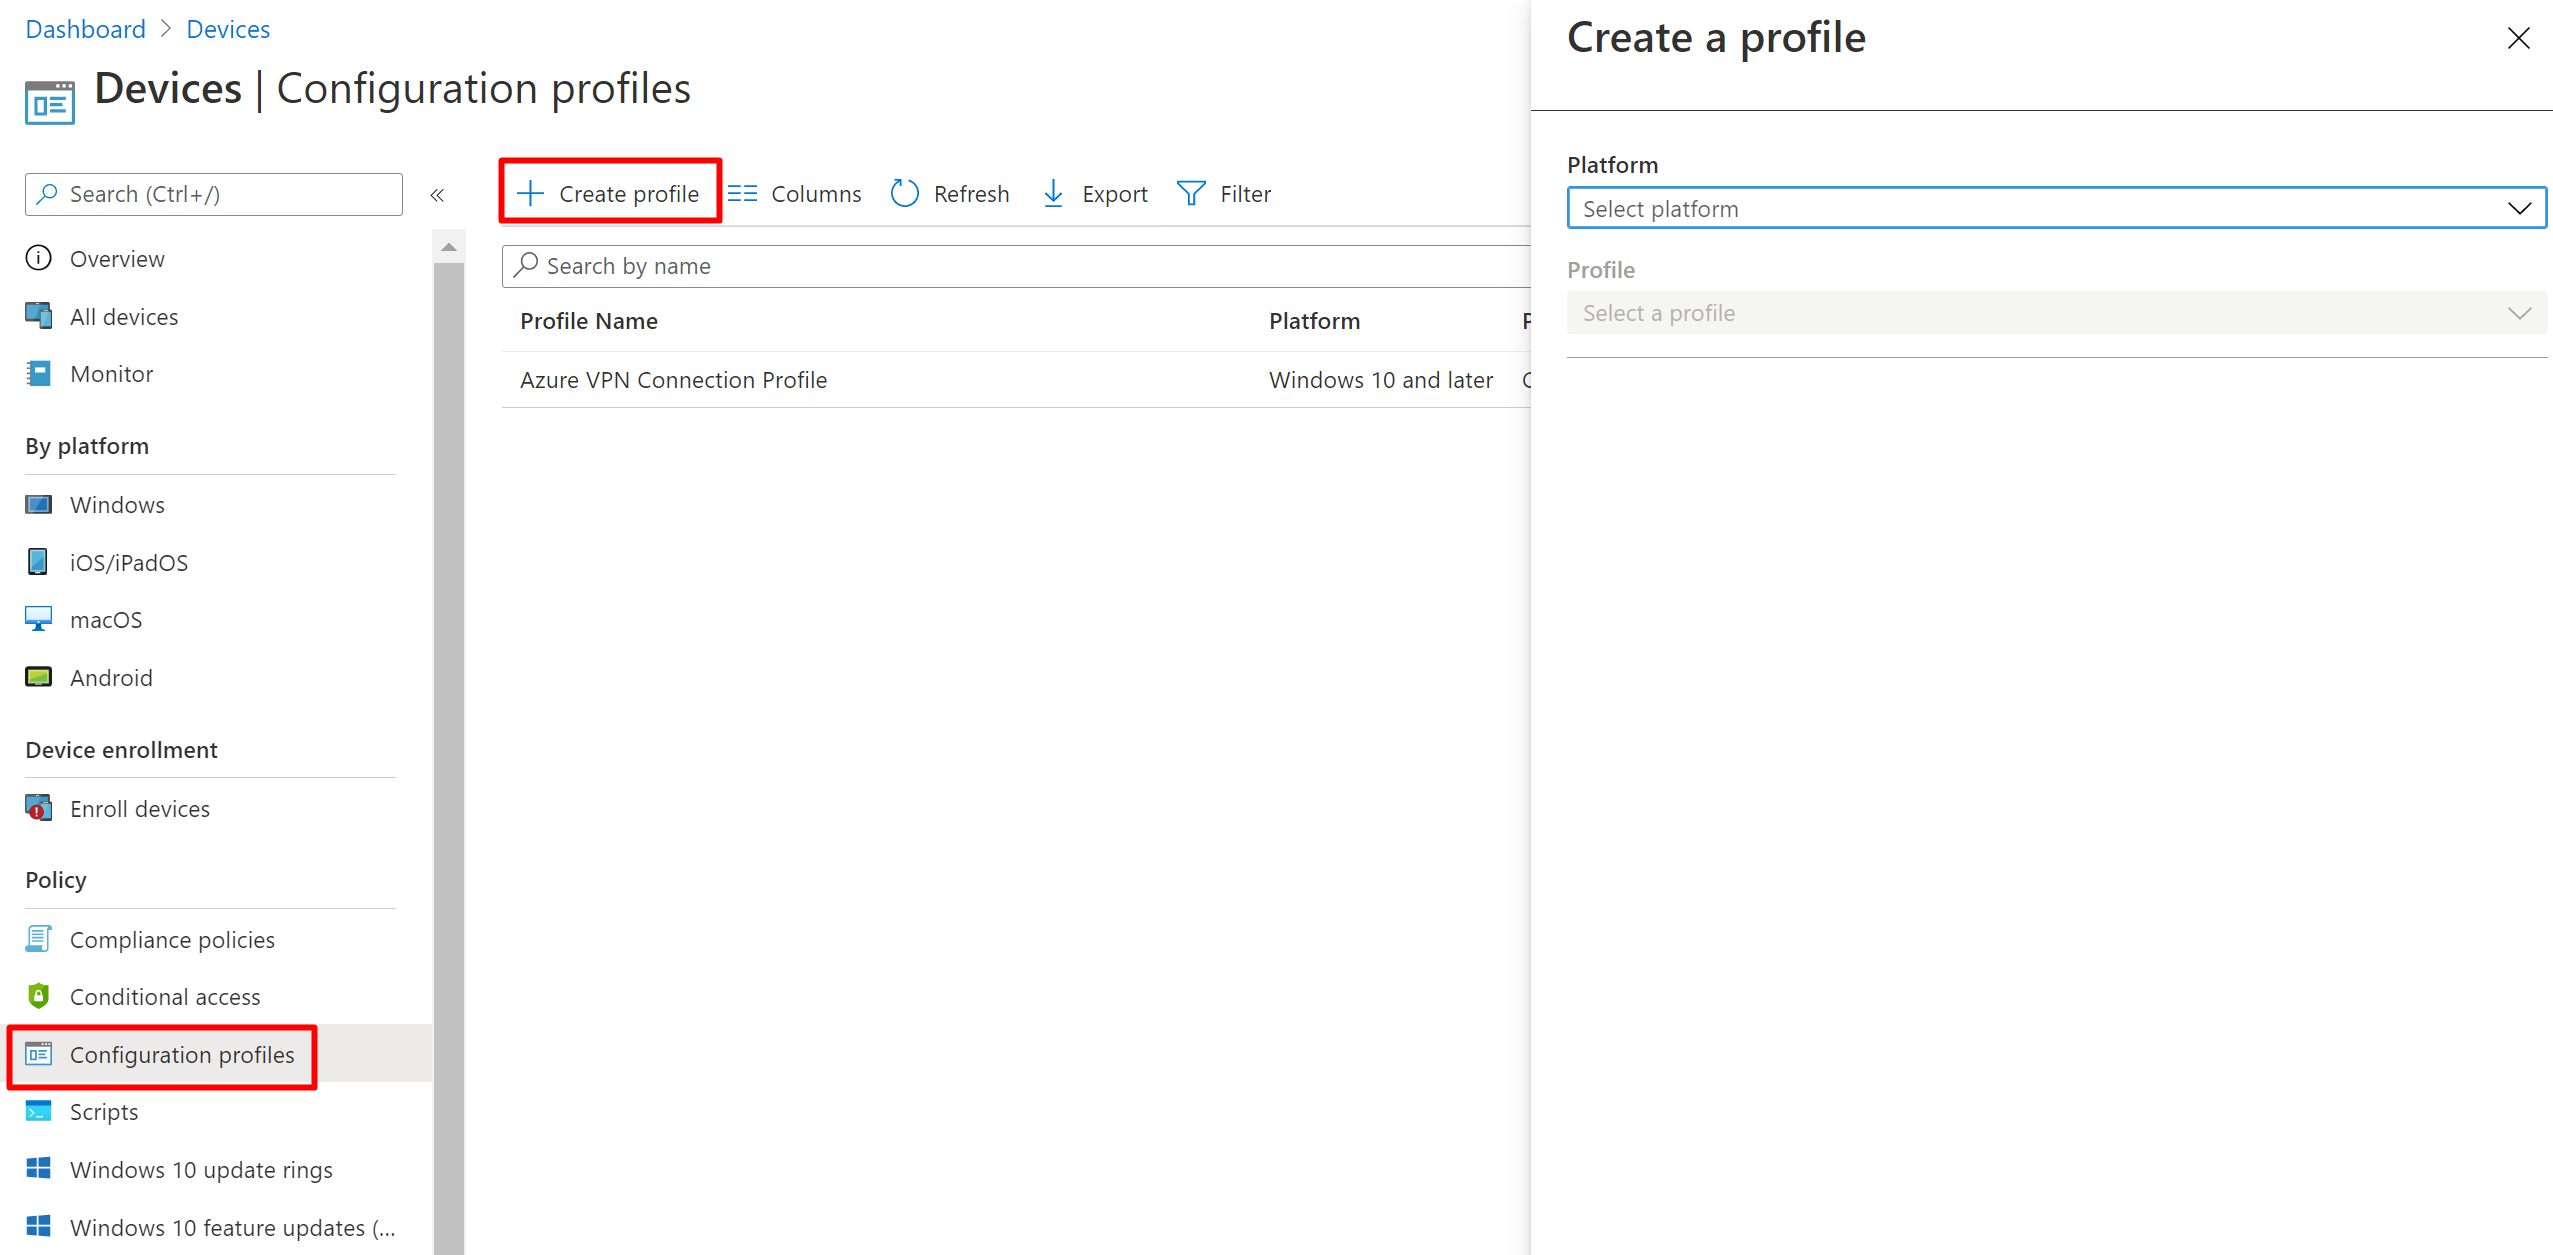 Dashboard > Devices
Devices | Configuration profiles
Search (Ctrl+/)
«
Overview
All devices
Monitor
By platform
Windows
iOS/iPadOS
macOS
Android
Device enrollment
Enroll devices
Policy
Compliance policies
Conditional access
Configuration profiles
Scripts
Windows 10 update rings
Windows 10 feature updates (...
Create profile Columns Refresh Export Filter
Search by name
Profile Name Platform
Azure VPN Connection Profile Windows 10 and later
Create a profile
Platform
Select platform
Profile
Select a profile